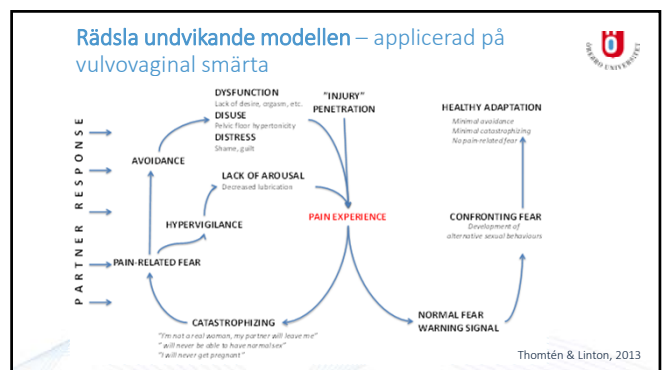 Rädsla undvikande modellen – applicerad på
vulvovaginal smärta
ÖREBRO UNIVERSITET
DYSFUNCTION
Lack of desire, orgasm, etc.
DISUSE
Pelvic floor hypertonicity
DISTRESS
Shame, guilt
"INJURY"
PENETRATION
HEALTHY ADAPTATION
Minimal avoidance
Minimal catastrophizing
No pain-related fear
PARTNER RESPONSE
AVOIDANCE
LACK OF AROUSAL
Decreased lubrication
HYPERVIGILANCE
PAIN EXPERIENCE
CONFRONTING FEAR
Development of
alternative sexual behaviours
PAIN-RELATED FEAR
CATASTROPHIZING
"I'm not a real woman, my partner will leave me"
"I will never be able to have normal sex"
"I will never get pregnant"
NORMAL FEAR
WARNING SIGNAL
Thomtén & Linton, 2013